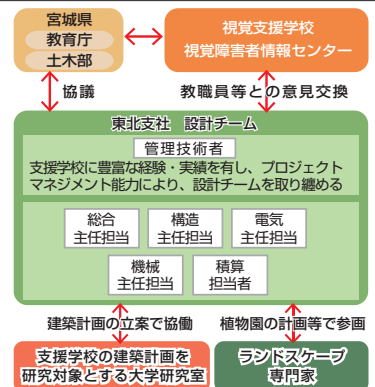 宮城県
教育庁
土木部
視覚支援学校
視覚障害者情報センター
協議
教職員等との意見交換
東北支社 設計チーム
管理技術者
支援学校に豊富な経験・実績を有し、プロジェクト
マネジメント能力により、設計チームを取り纏める
総合
主任担当
構造
主任担当
電気
主任担当
機械
主任担当
積算
担当者
建築計画の立案で協働
植物園の計画等で参画
支援学校の建築計画を
研究対象とする大学研究室
ランドスケープ
専門家